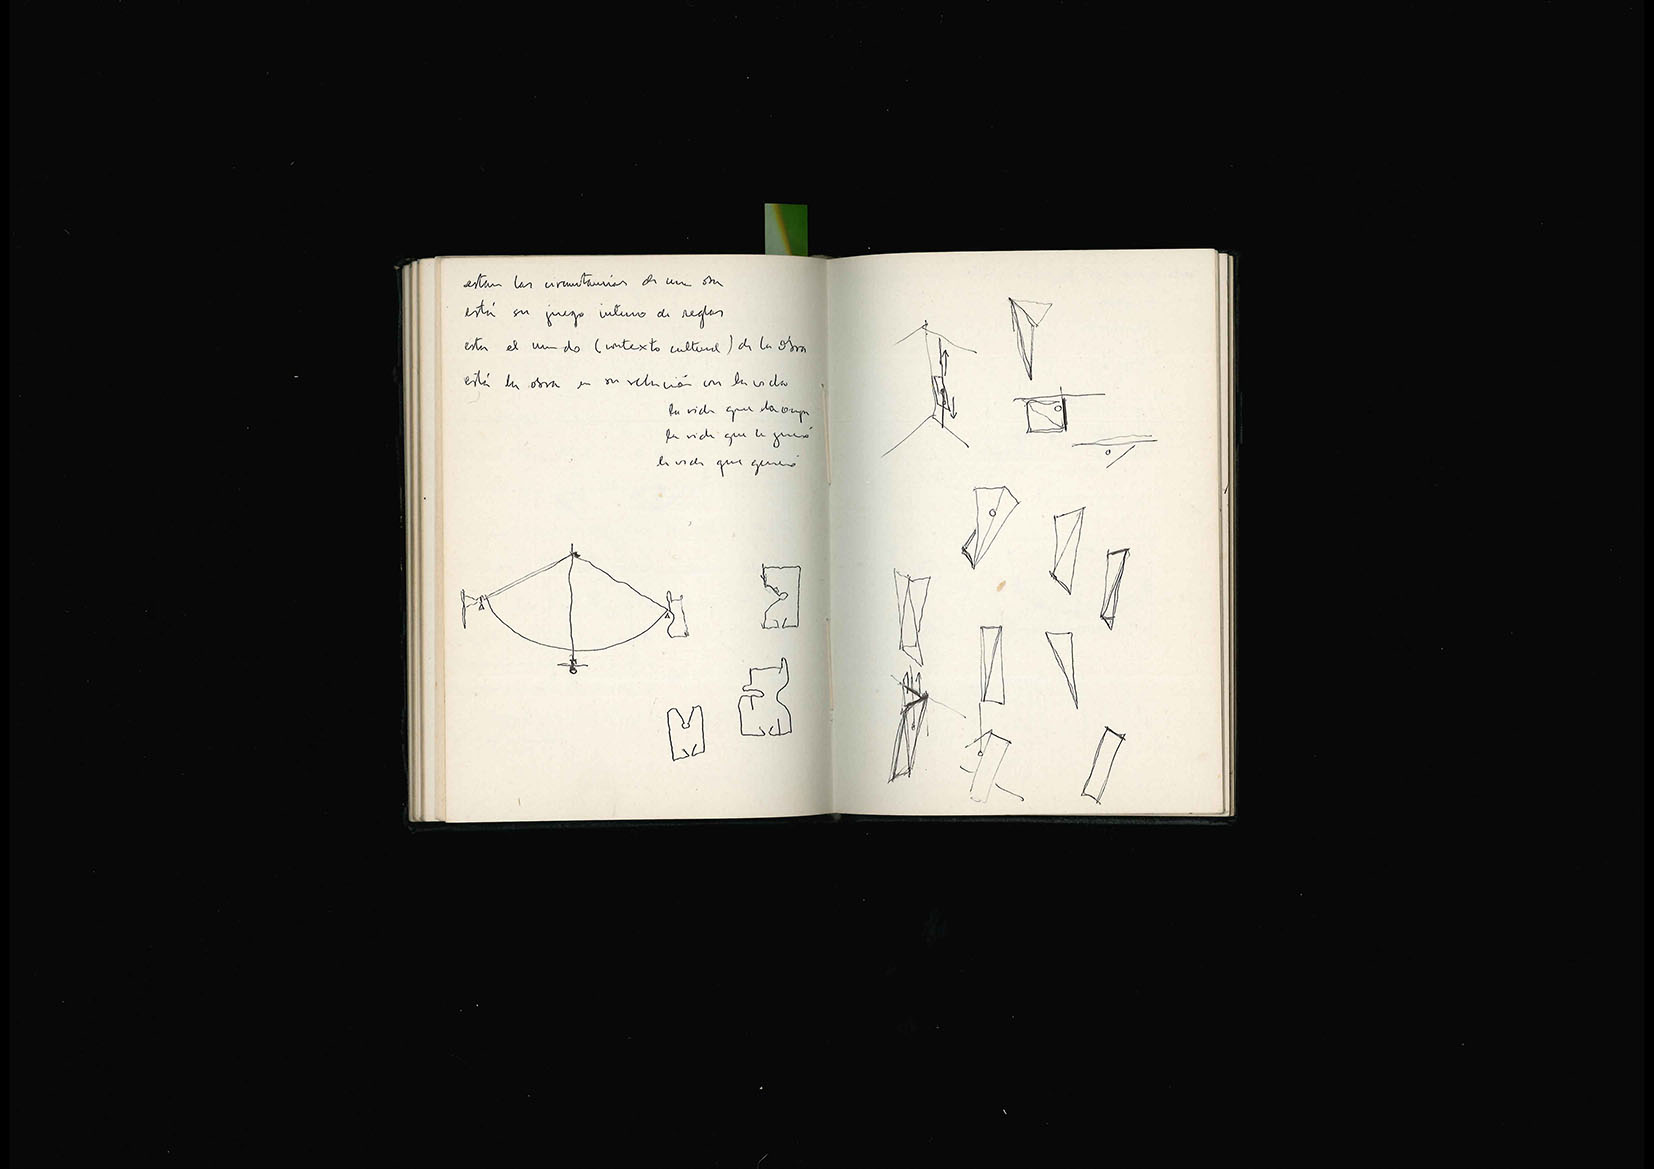 estan las circunstancias de una obra
está su juego interno de reglas
esta el mundo (contexto cultural) de la obra
está la obra en su relación con la vida
la vida que la ocupa
la vida que la generó
la vida que generó